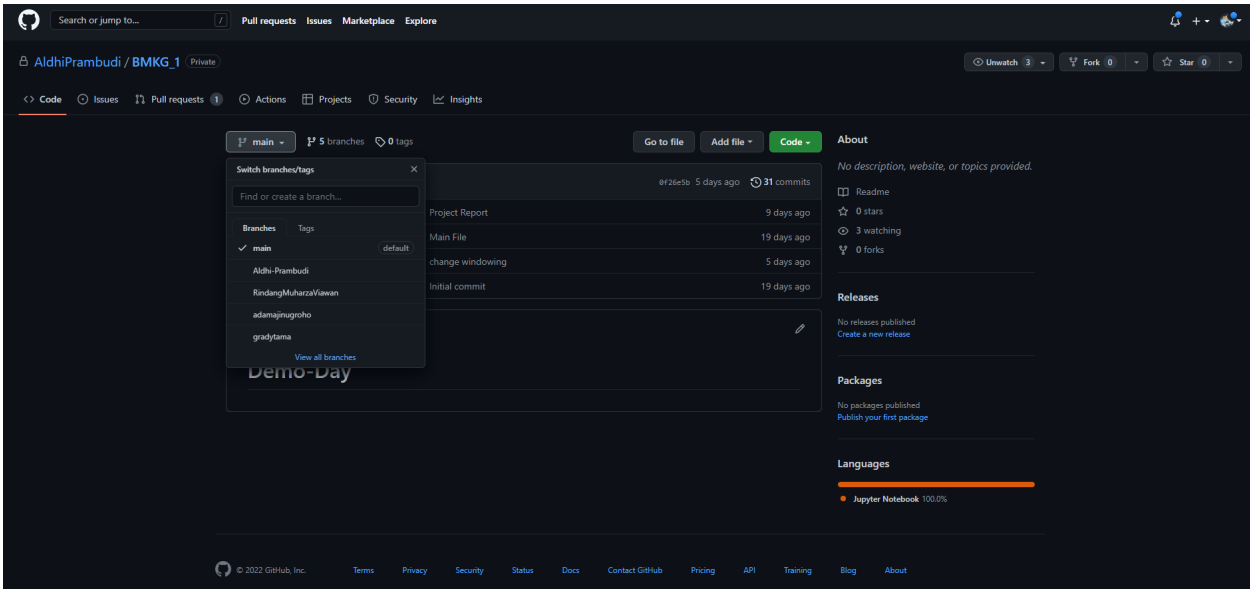 Search or jump to... /
Pull requests Issues Marketplace Explore
AldhiPrambudi / BMKG_1 Private
Unwatch 3 Fork 0 Star 0
Code Issues Pull requests 1 Actions Projects Security Insights
main 5 branches 0 tags
Go to file Add file Code
Switch branches/tags
Find or create a branch...
Branches Tags
main default
Aldhi-Prambudi
RindangMuharzaViawan
adamajinugroho
gradytama
View all branches
0f26e5b 5 days ago 31 commits
Project Report 9 days ago
Main File 19 days ago
change windowing 5 days ago
Initial commit 19 days ago
Demo-Day
About
No description, website, or topics provided.
Readme
0 stars
3 watching
0 forks
Releases
No releases published
Create a new release
Packages
No packages published
Publish your first package
Languages
Jupyter Notebook 100.0%
© 2022 GitHub, Inc. Terms Privacy Security Status Docs Contact GitHub Pricing API Training Blog About